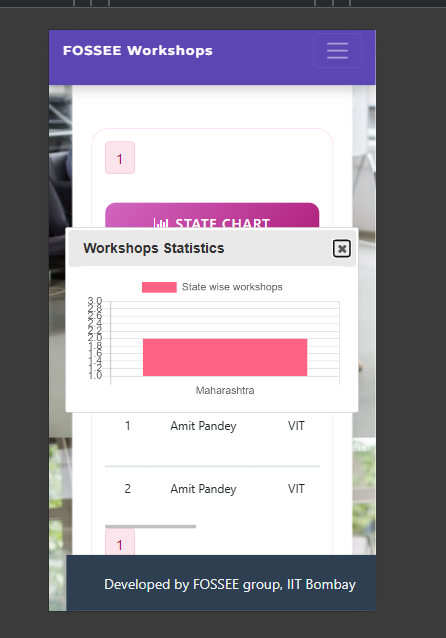 FOSSEE Workshops
1
STATE CHART
Workshops Statistics
State wise workshops
3.0
2.8
2.6
2.4
2.2
2.0
1.8
1.6
1.4
1.2
1.0
Maharashtra
1 Amit Pandey VIT
2 Amit Pandey VIT
1
Developed by FOSSEE group, IIT Bombay